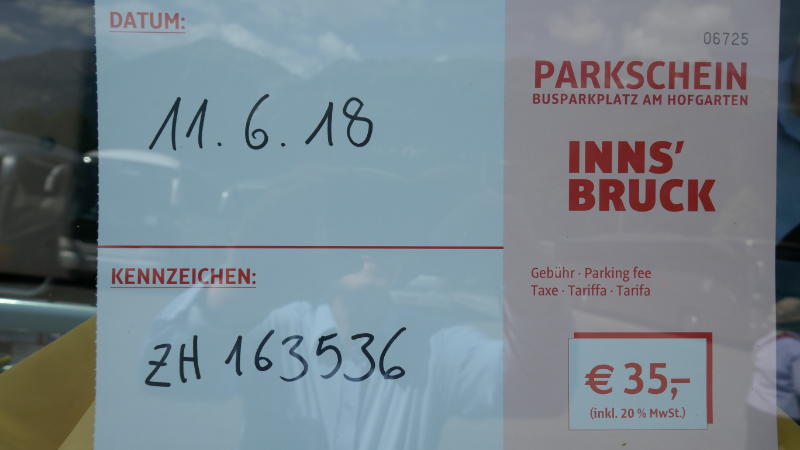 DATUM:
11.6.18
KENNZEICHEN:
ZH 163536
06725
PARKSCHEIN
BUSPARKPLATZ AM HOFGARTEN
INNS'
BRUCK
Gebühr · Parking fee
Taxe · Tariffa · Tarifa
€ 35,–
(inkl. 20 % MwSt.)